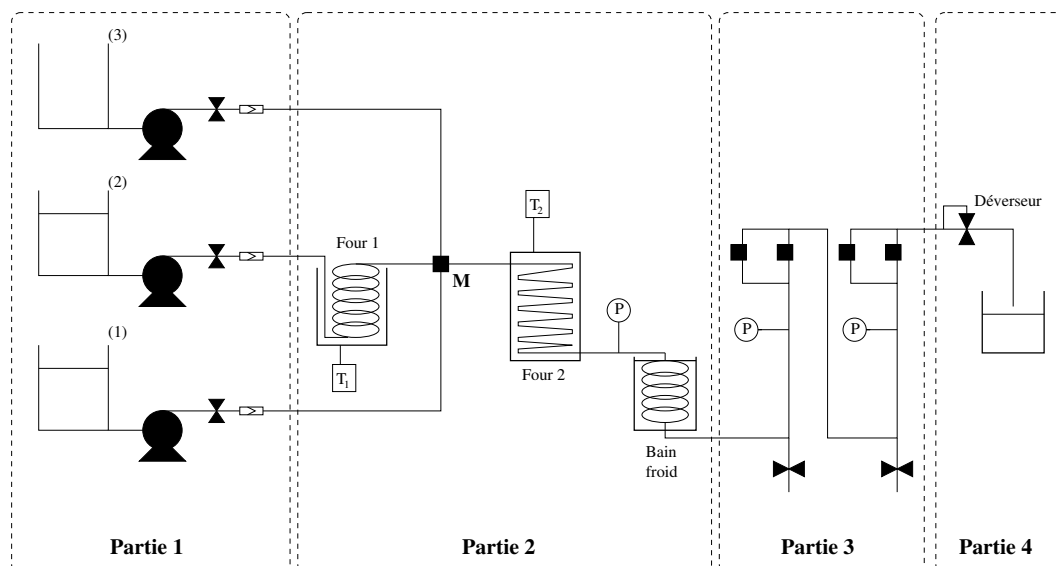 (3)
(2)
(1)
Four 1
T1
M
T2
Four 2
P
Bain
froid
P
P
Déverseur
Partie 1
Partie 2
Partie 3
Partie 4